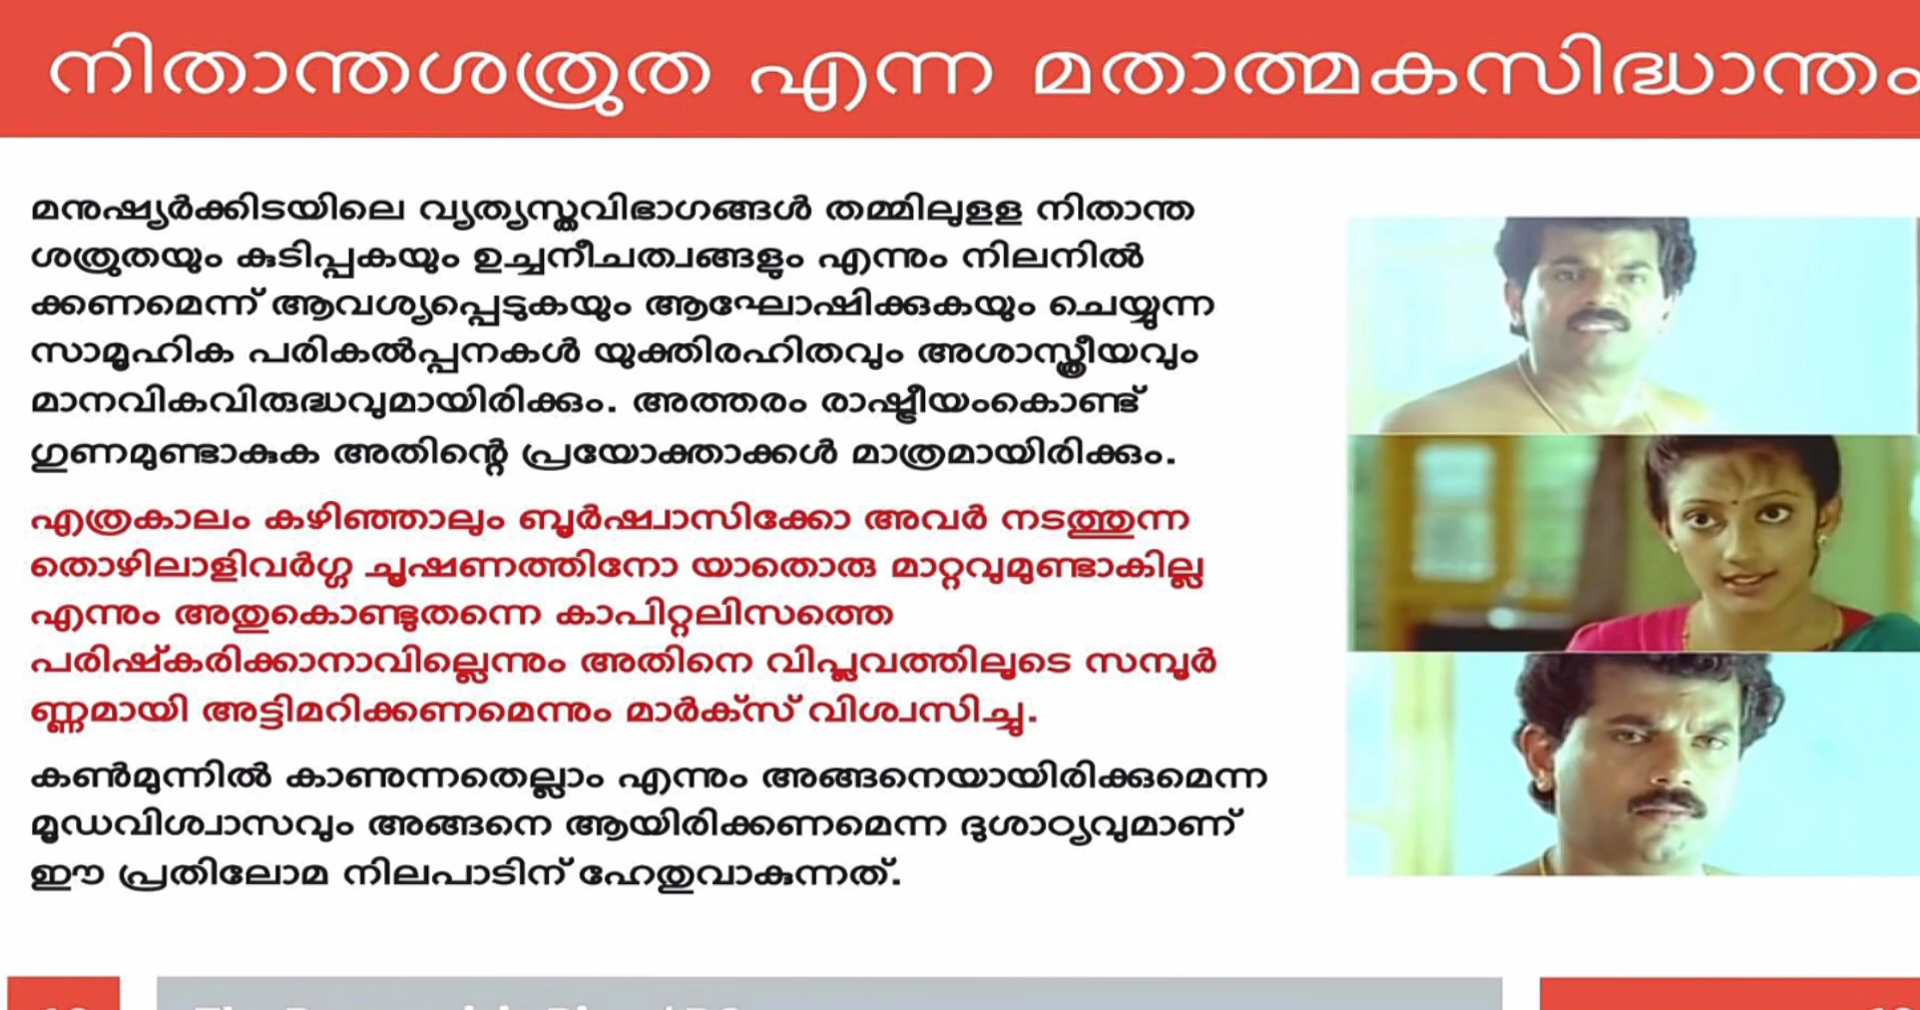 നിതാന്തശത്രുത എന്ന മതാത്മകസിദ്ധാന്തം
മനുഷ്യർക്കിടയിലെ വ്യത്യസ്തവിഭാഗങ്ങൾ തമ്മിലുളള നിതാന്ത
ശത്രുതയും കുടിപ്പകയും ഉച്ചനീചത്വങ്ങളും എന്നും നിലനിൽ
ക്കണമെന്ന് ആവശ്യപ്പെടുകയും ആഘോഷിക്കുകയും ചെയ്യുന്ന
സാമൂഹിക പരികൽപ്പനകൾ യുക്തിരഹിതവും അശാസ്ത്രീയവും
മാനവികവിരുദ്ധവുമായിരിക്കും. അത്തരം രാഷ്ട്രീയംകൊണ്ട്
ഗുണമുണ്ടാകുക അതിന്റെ പ്രയോക്താക്കൾ മാത്രമായിരിക്കും.
എത്രകാലം കഴിഞ്ഞാലും ബൂർഷ്വാസിക്കോ അവർ നടത്തുന്ന
തൊഴിലാളിവർഗ്ഗ ചൂഷണത്തിനോ യാതൊരു മാറ്റവുമുണ്ടാകില്ല
എന്നും അതുകൊണ്ടുതന്നെ കാപിറ്റലിസത്തെ
പരിഷ്കരിക്കാനാവില്ലെന്നും അതിനെ വിപ്ലവത്തിലൂടെ സമ്പൂർ
ണ്ണമായി അട്ടിമറിക്കണമെന്നും മാർക്സ് വിശ്വസിച്ചു.
കൺമുന്നിൽ കാണുന്നതെല്ലാം എന്നും അങ്ങനെയായിരിക്കുമെന്ന
മൂഡവിശ്വാസവും അങ്ങനെ ആയിരിക്കണമെന്ന ദുശാഠ്യവുമാണ്
ഈ പ്രതിലോമ നിലപാടിന് ഹേതുവാകുന്നത്.